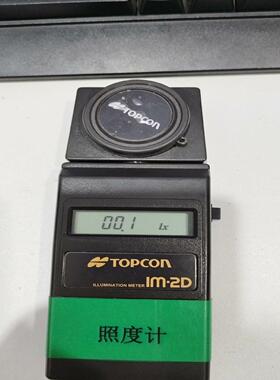 TOPCON
00.1 lx
TOPCON
ILLUMINATION METER IM-2D
照度计